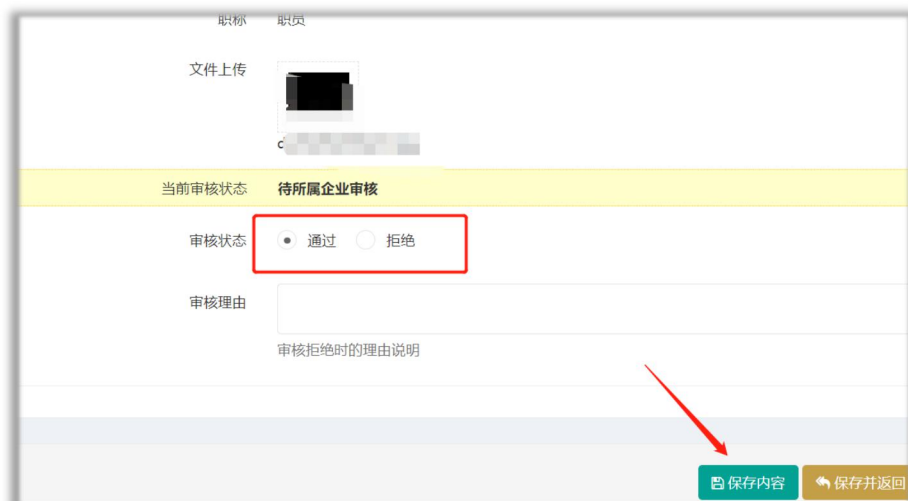 职称 职员
文件上传
当前审核状态 待所属企业审核
审核状态 通过 拒绝
审核理由
审核拒绝时的理由说明
保存内容 保存并返回